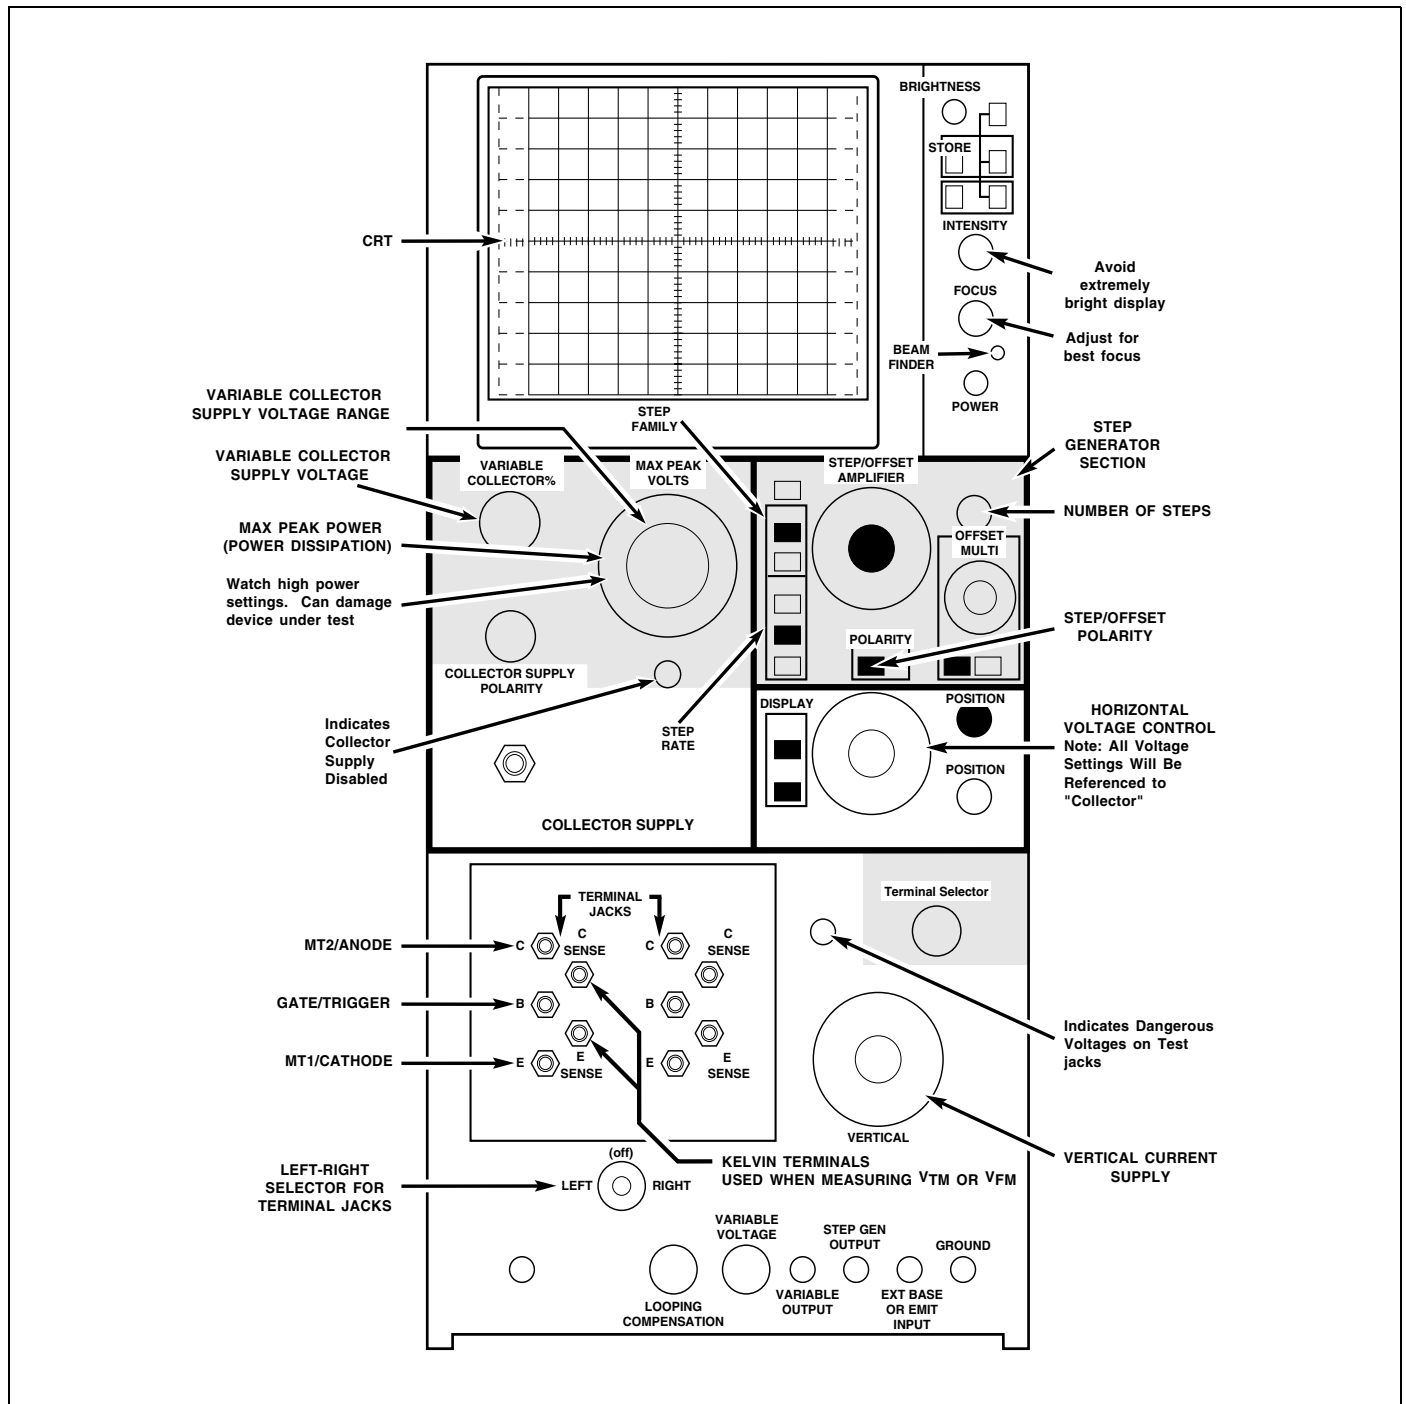 BRIGHTNESS
STORE
INTENSITY
CRT
Avoid
extremely
bright display
FOCUS
Adjust for
best focus
BEAM
FINDER
POWER
VARIABLE COLLECTOR
SUPPLY VOLTAGE RANGE
STEP
FAMILY
STEP
GENERATOR
SECTION
VARIABLE COLLECTOR
SUPPLY VOLTAGE
VARIABLE
COLLECTOR%
MAX PEAK
VOLTS
STEP/OFFSET
AMPLIFIER
NUMBER OF STEPS
MAX PEAK POWER
(POWER DISSIPATION)
OFFSET
MULTI
Watch high power
settings. Can damage
device under test
STEP/OFFSET
POLARITY
POLARITY
COLLECTOR SUPPLY
POLARITY
DISPLAY
POSITION
HORIZONTAL
VOLTAGE CONTROL
Note: All Voltage
Settings Will Be
Referenced to
"Collector"
Indicates
Collector
Supply
Disabled
STEP
RATE
POSITION
COLLECTOR SUPPLY
Terminal Selector
TERMINAL
JACKS
MT2/ANODE
C
C
SENSE
C
C
SENSE
GATE/TRIGGER
B
B
MT1/CATHODE
E
E
SENSE
E
E
SENSE
Indicates Dangerous
Voltages on Test
jacks
VERTICAL
(off)
LEFT
RIGHT
LEFT-RIGHT
SELECTOR FOR
TERMINAL JACKS
KELVIN TERMINALS
USED WHEN MEASURING VTM OR VFM
VERTICAL CURRENT
SUPPLY
VARIABLE
VOLTAGE
STEP GEN
OUTPUT
GROUND
LOOPING
COMPENSATION
VARIABLE
OUTPUT
EXT BASE
OR EMIT
INPUT